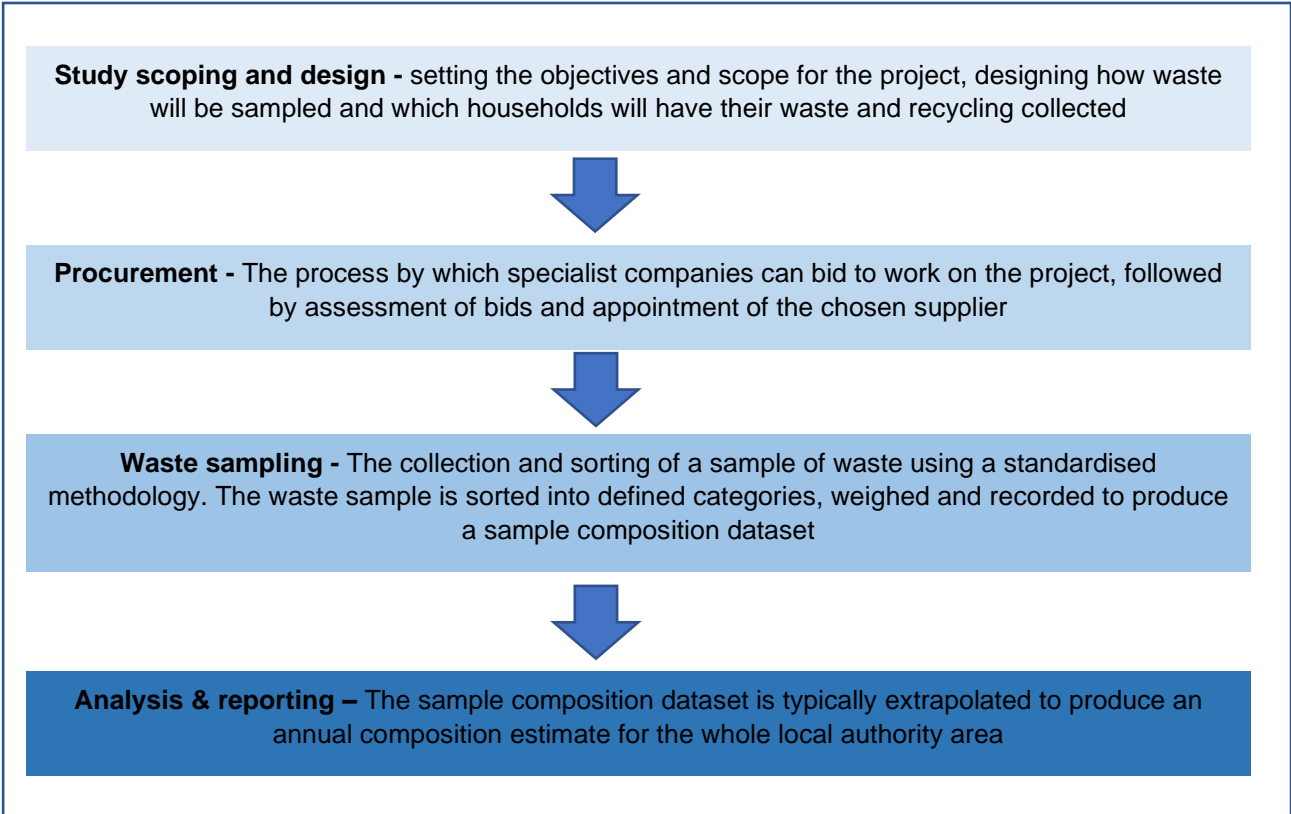 Study scoping and design - setting the objectives and scope for the project, designing how waste
will be sampled and which households will have their waste and recycling collected
Procurement - The process by which specialist companies can bid to work on the project, followed
by assessment of bids and appointment of the chosen supplier
Waste sampling - The collection and sorting of a sample of waste using a standardised
methodology. The waste sample is sorted into defined categories, weighed and recorded to produce
a sample composition dataset
Analysis & reporting – The sample composition dataset is typically extrapolated to produce an
annual composition estimate for the whole local authority area